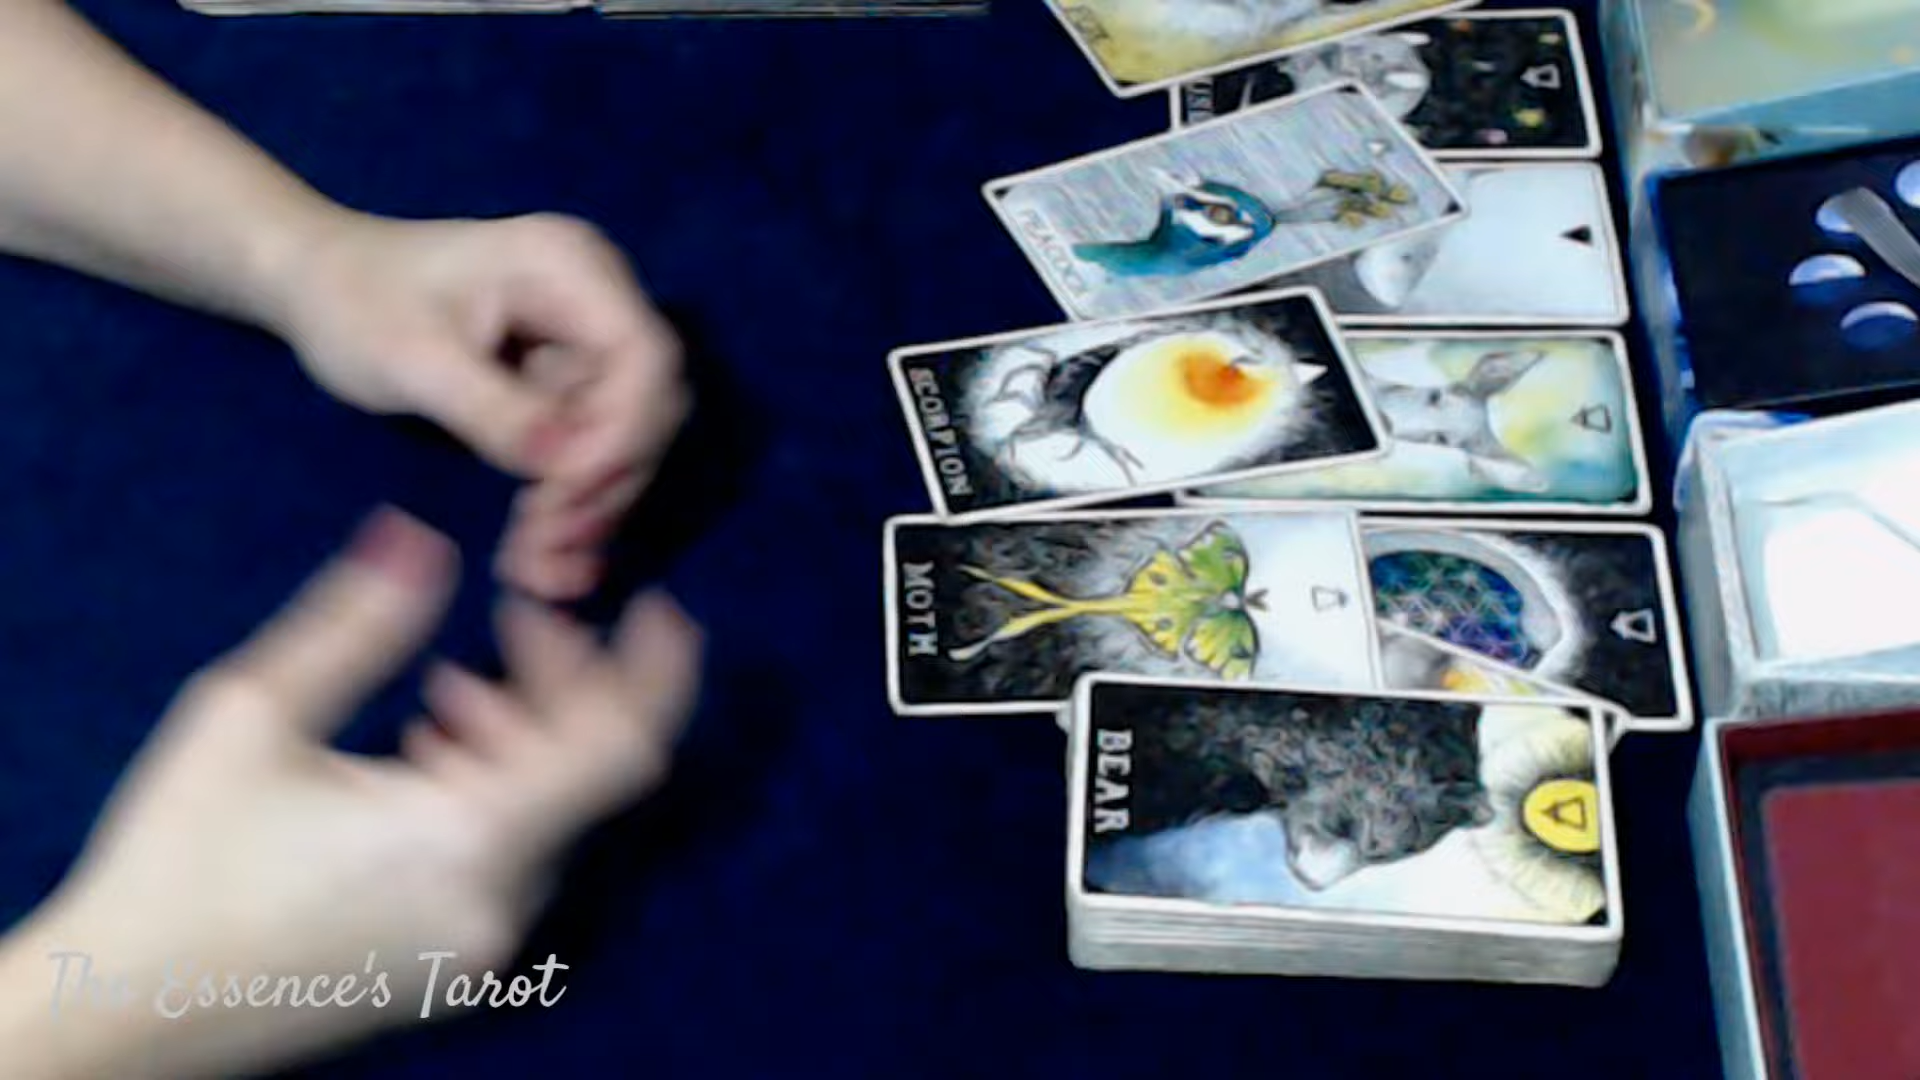 PEACOCK
SCORPION
MOTH
BEAR
The Essence's Tarot